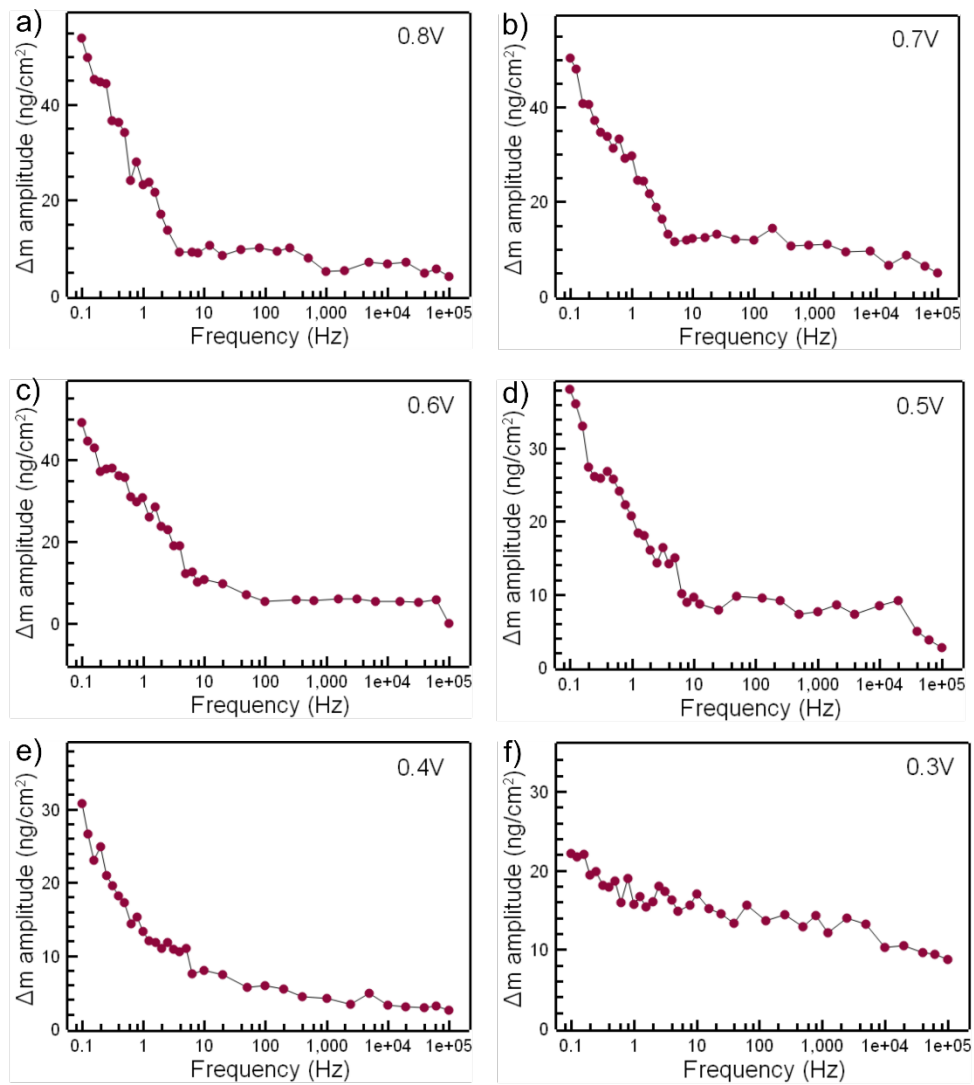 a)
0.8V
Δm amplitude (ng/cm²)
40
20
0
0.1 1 10 100 1,000 1e+04 1e+05
Frequency (Hz)
b)
0.7V
Δm amplitude (ng/cm²)
40
20
0
0.1 1 10 100 1,000 1e+04 1e+05
Frequency (Hz)
c)
0.6V
Δm amplitude (ng/cm²)
40
20
0
0.1 1 10 100 1,000 1e+04 1e+05
Frequency (Hz)
d)
0.5V
Δm amplitude (ng/cm²)
30
20
10
0
0.1 1 10 100 1,000 1e+04 1e+05
Frequency (Hz)
e)
0.4V
Δm amplitude (ng/cm²)
30
20
10
0
0.1 1 10 100 1,000 1e+04 1e+05
Frequency (Hz)
f)
0.3V
Δm amplitude (ng/cm²)
30
20
10
0
0.1 1 10 100 1,000 1e+04 1e+05
Frequency (Hz)